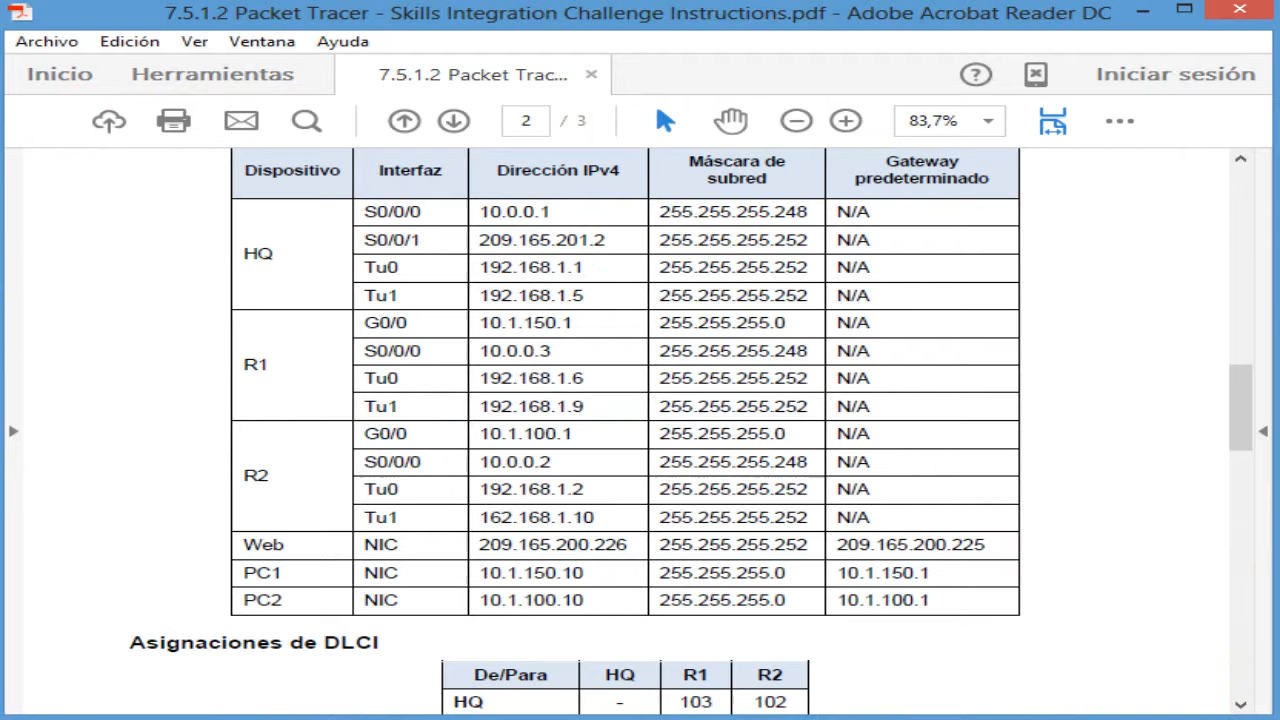 7.5.1.2 Packet Tracer - Skills Integration Challenge Instructions.pdf - Adobe Acrobat Reader DC
Archivo Edición Ver Ventana Ayuda
Inicio Herramientas 7.5.1.2 Packet Trac... × Iniciar sesión
2 / 3 83,7%
Dispositivo Interfaz Dirección IPv4 Máscara de subred Gateway predeterminado
HQ S0/0/0 10.0.0.1 255.255.255.248 N/A
S0/0/1 209.165.201.2 255.255.255.252 N/A
Tu0 192.168.1.1 255.255.255.252 N/A
Tu1 192.168.1.5 255.255.255.252 N/A
R1 G0/0 10.1.150.1 255.255.255.0 N/A
S0/0/0 10.0.0.3 255.255.255.248 N/A
Tu0 192.168.1.6 255.255.255.252 N/A
Tu1 192.168.1.9 255.255.255.252 N/A
R2 G0/0 10.1.100.1 255.255.255.0 N/A
S0/0/0 10.0.0.2 255.255.255.248 N/A
Tu0 192.168.1.2 255.255.255.252 N/A
Tu1 162.168.1.10 255.255.255.252 N/A
Web NIC 209.165.200.226 255.255.255.252 209.165.200.225
PC1 NIC 10.1.150.10 255.255.255.0 10.1.150.1
PC2 NIC 10.1.100.10 255.255.255.0 10.1.100.1
Asignaciones de DLCI
De/Para HQ R1 R2
HQ - 103 102